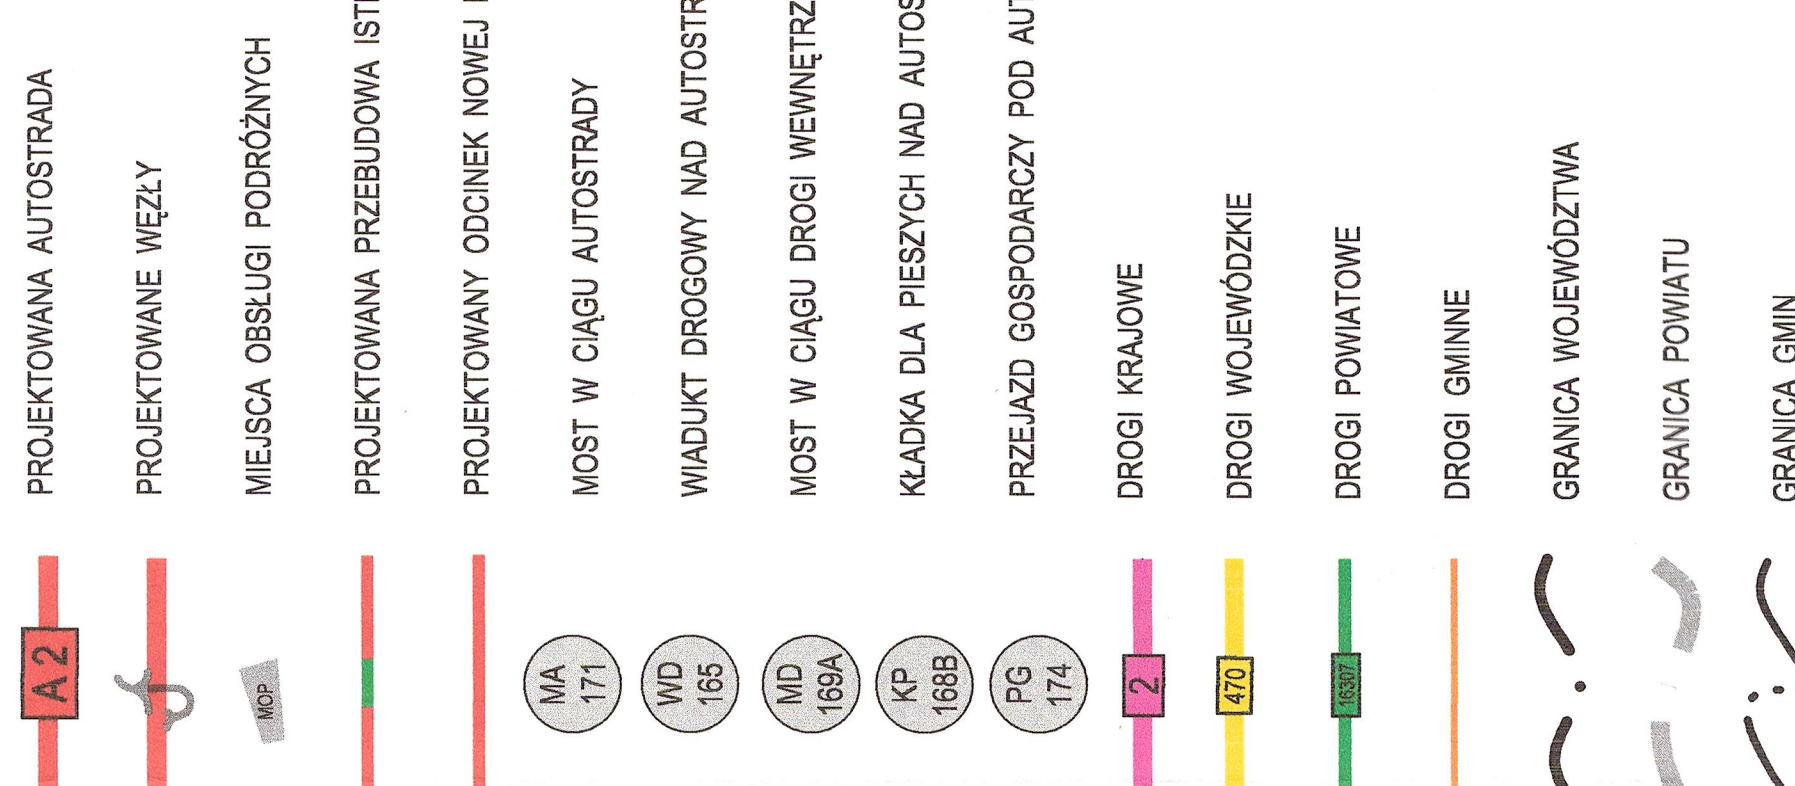 A 2 PROJEKTOWANA AUTOSTRADA
PROJEKTOWANE WĘZŁY
MOP MIEJSCA OBSŁUGI PODRÓŻNYCH
PROJEKTOWANA PRZEBUDOWA
PROJEKTOWANY ODCINEK NOWEJ
MA 171 MOST W CIĄGU AUTOSTRADY
WD 165 WIADUKT DROGOWY NAD
MD 169A MOST W CIĄGU DROGI
KP 168B KŁADKA DLA PIESZYCH NAD
PG 174 PRZEJAZD GOSPODARCZY POD
2 DROGI KRAJOWE
470 DROGI WOJEWÓDZKIE
16307 DROGI POWIATOWE
DROGI GMINNE
GRANICA WOJEWÓDZTWA
GRANICA POWIATU
GRANICA GMIN